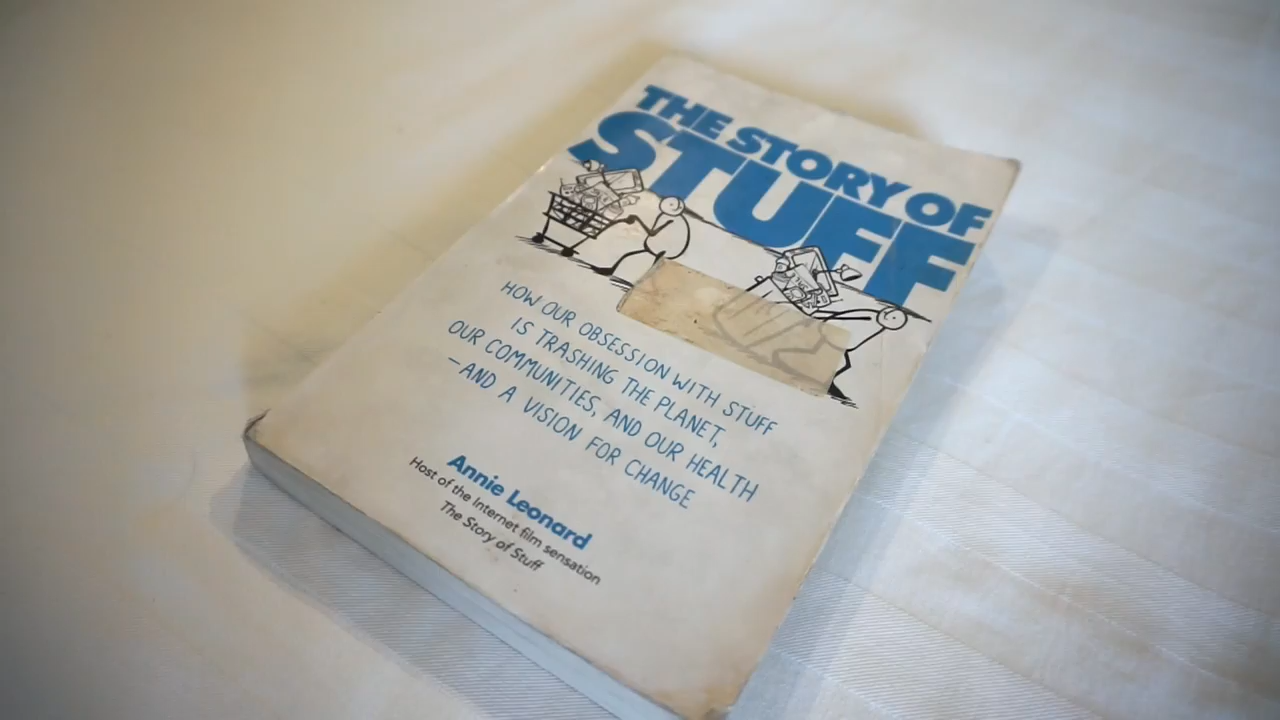 THE STORY OF
STUFF
HOW OUR OBSESSION WITH STUFF
IS TRASHING THE PLANET,
OUR COMMUNITIES, AND OUR HEALTH
–AND A VISION FOR CHANGE
Annie Leonard
Host of the Internet film sensation
The Story of Stuff